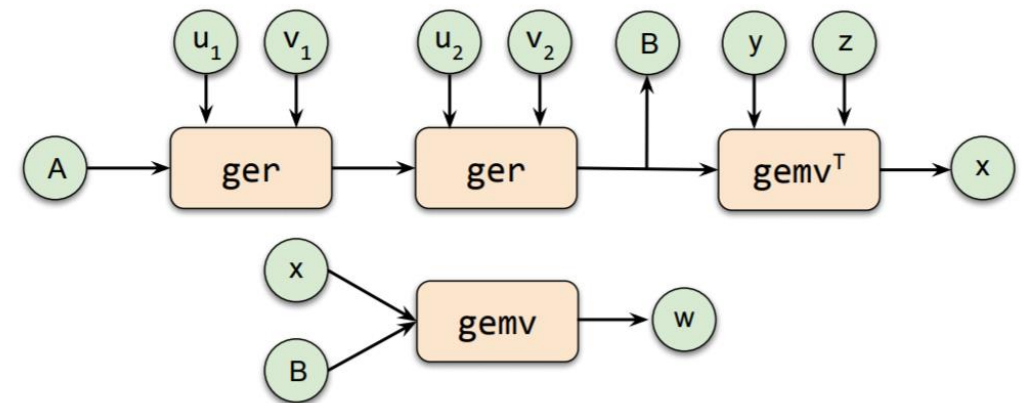 u₁ v₁ u₂ v₂ B y z
A ger ger gemvᵀ x
x
gemv w
B